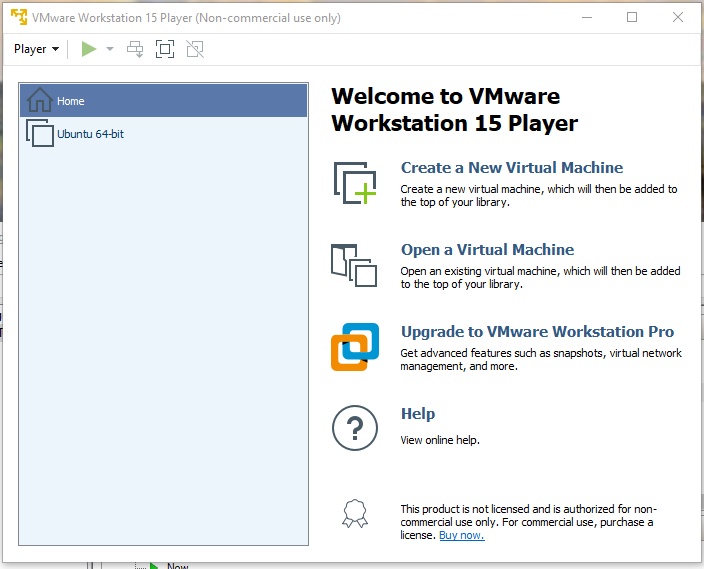 VMware Workstation 15 Player (Non-commercial use only)
Player
Home
Ubuntu 64-bit
Welcome to VMware
Workstation 15 Player
Create a New Virtual Machine
Create a new virtual machine, which will then be added to
the top of your library.
Open a Virtual Machine
Open an existing virtual machine, which will then be added
to the top of your library.
Upgrade to VMware Workstation Pro
Get advanced features such as snapshots, virtual network
management, and more.
Help
View online help.
This product is not licensed and is authorized for non-
commercial use only. For commercial use, purchase a
license. Buy now.
Now